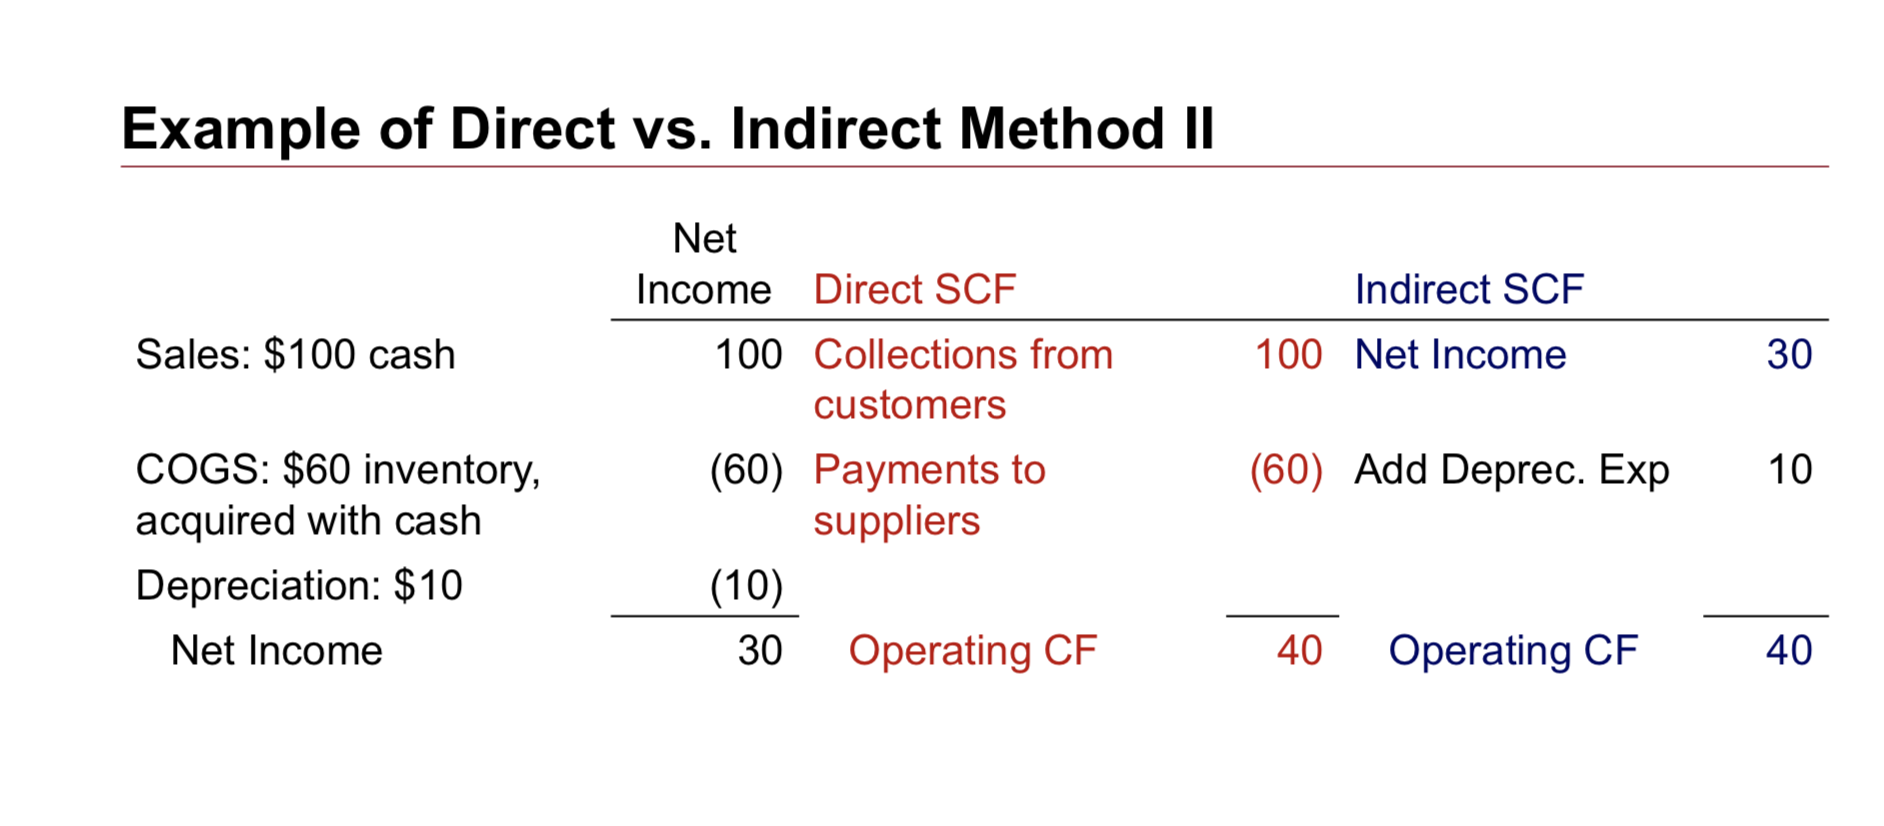 Example of Direct vs. Indirect Method II
Net
Income Direct SCF Indirect SCF
Sales: $100 cash 100 Collections from 100 Net Income 30
customers
COGS: $60 inventory, (60) Payments to (60) Add Deprec. Exp 10
acquired with cash suppliers
Depreciation: $10 (10)
Net Income 30 Operating CF 40 Operating CF 40